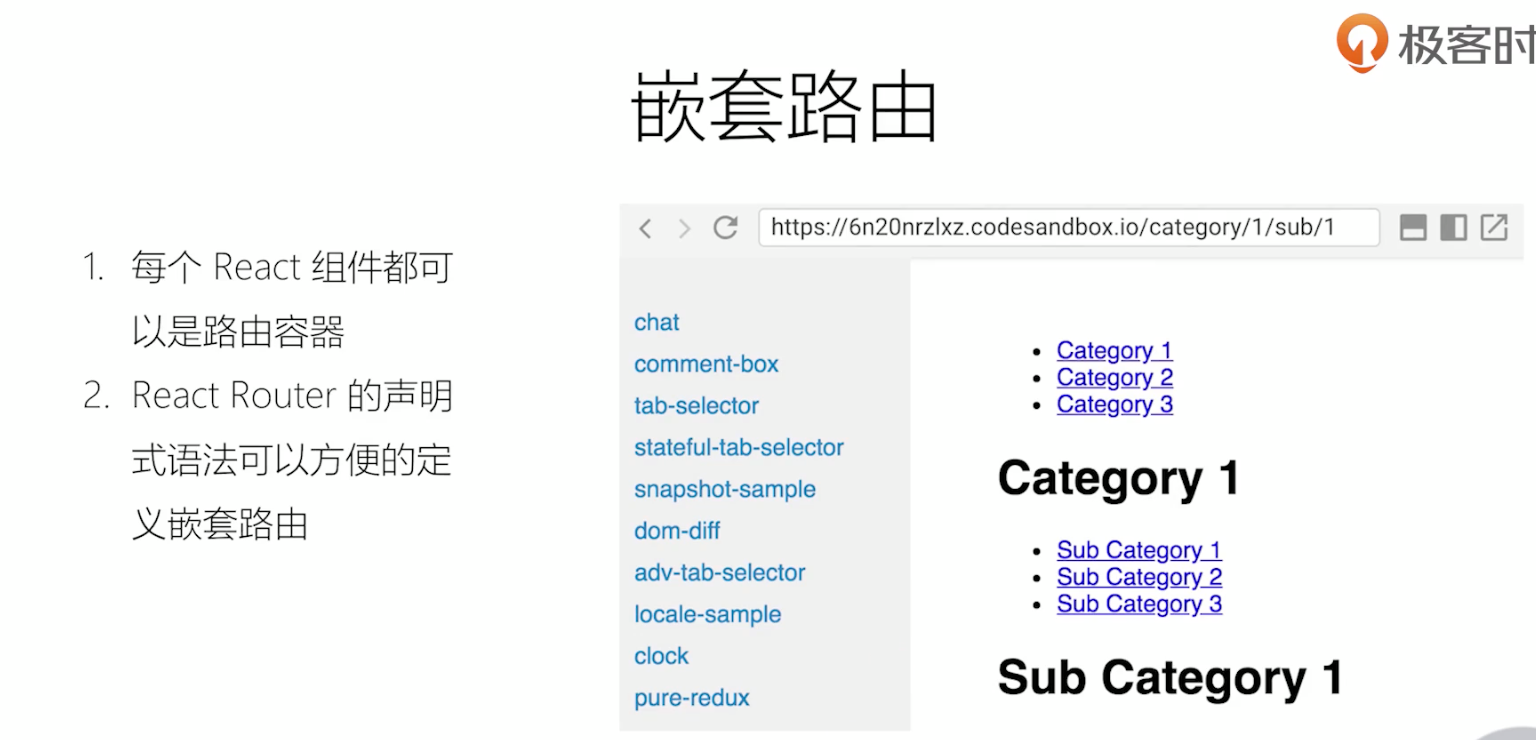 极客时
嵌套路由
1. 每个 React 组件都可
以是路由容器
2. React Router 的声明
式语法可以方便的定
义嵌套路由
https://6n20nrzlxz.codesandbox.io/category/1/sub/1
chat
comment-box
tab-selector
stateful-tab-selector
snapshot-sample
dom-diff
adv-tab-selector
locale-sample
clock
pure-redux
• Category 1
• Category 2
• Category 3
Category 1
• Sub Category 1
• Sub Category 2
• Sub Category 3
Sub Category 1